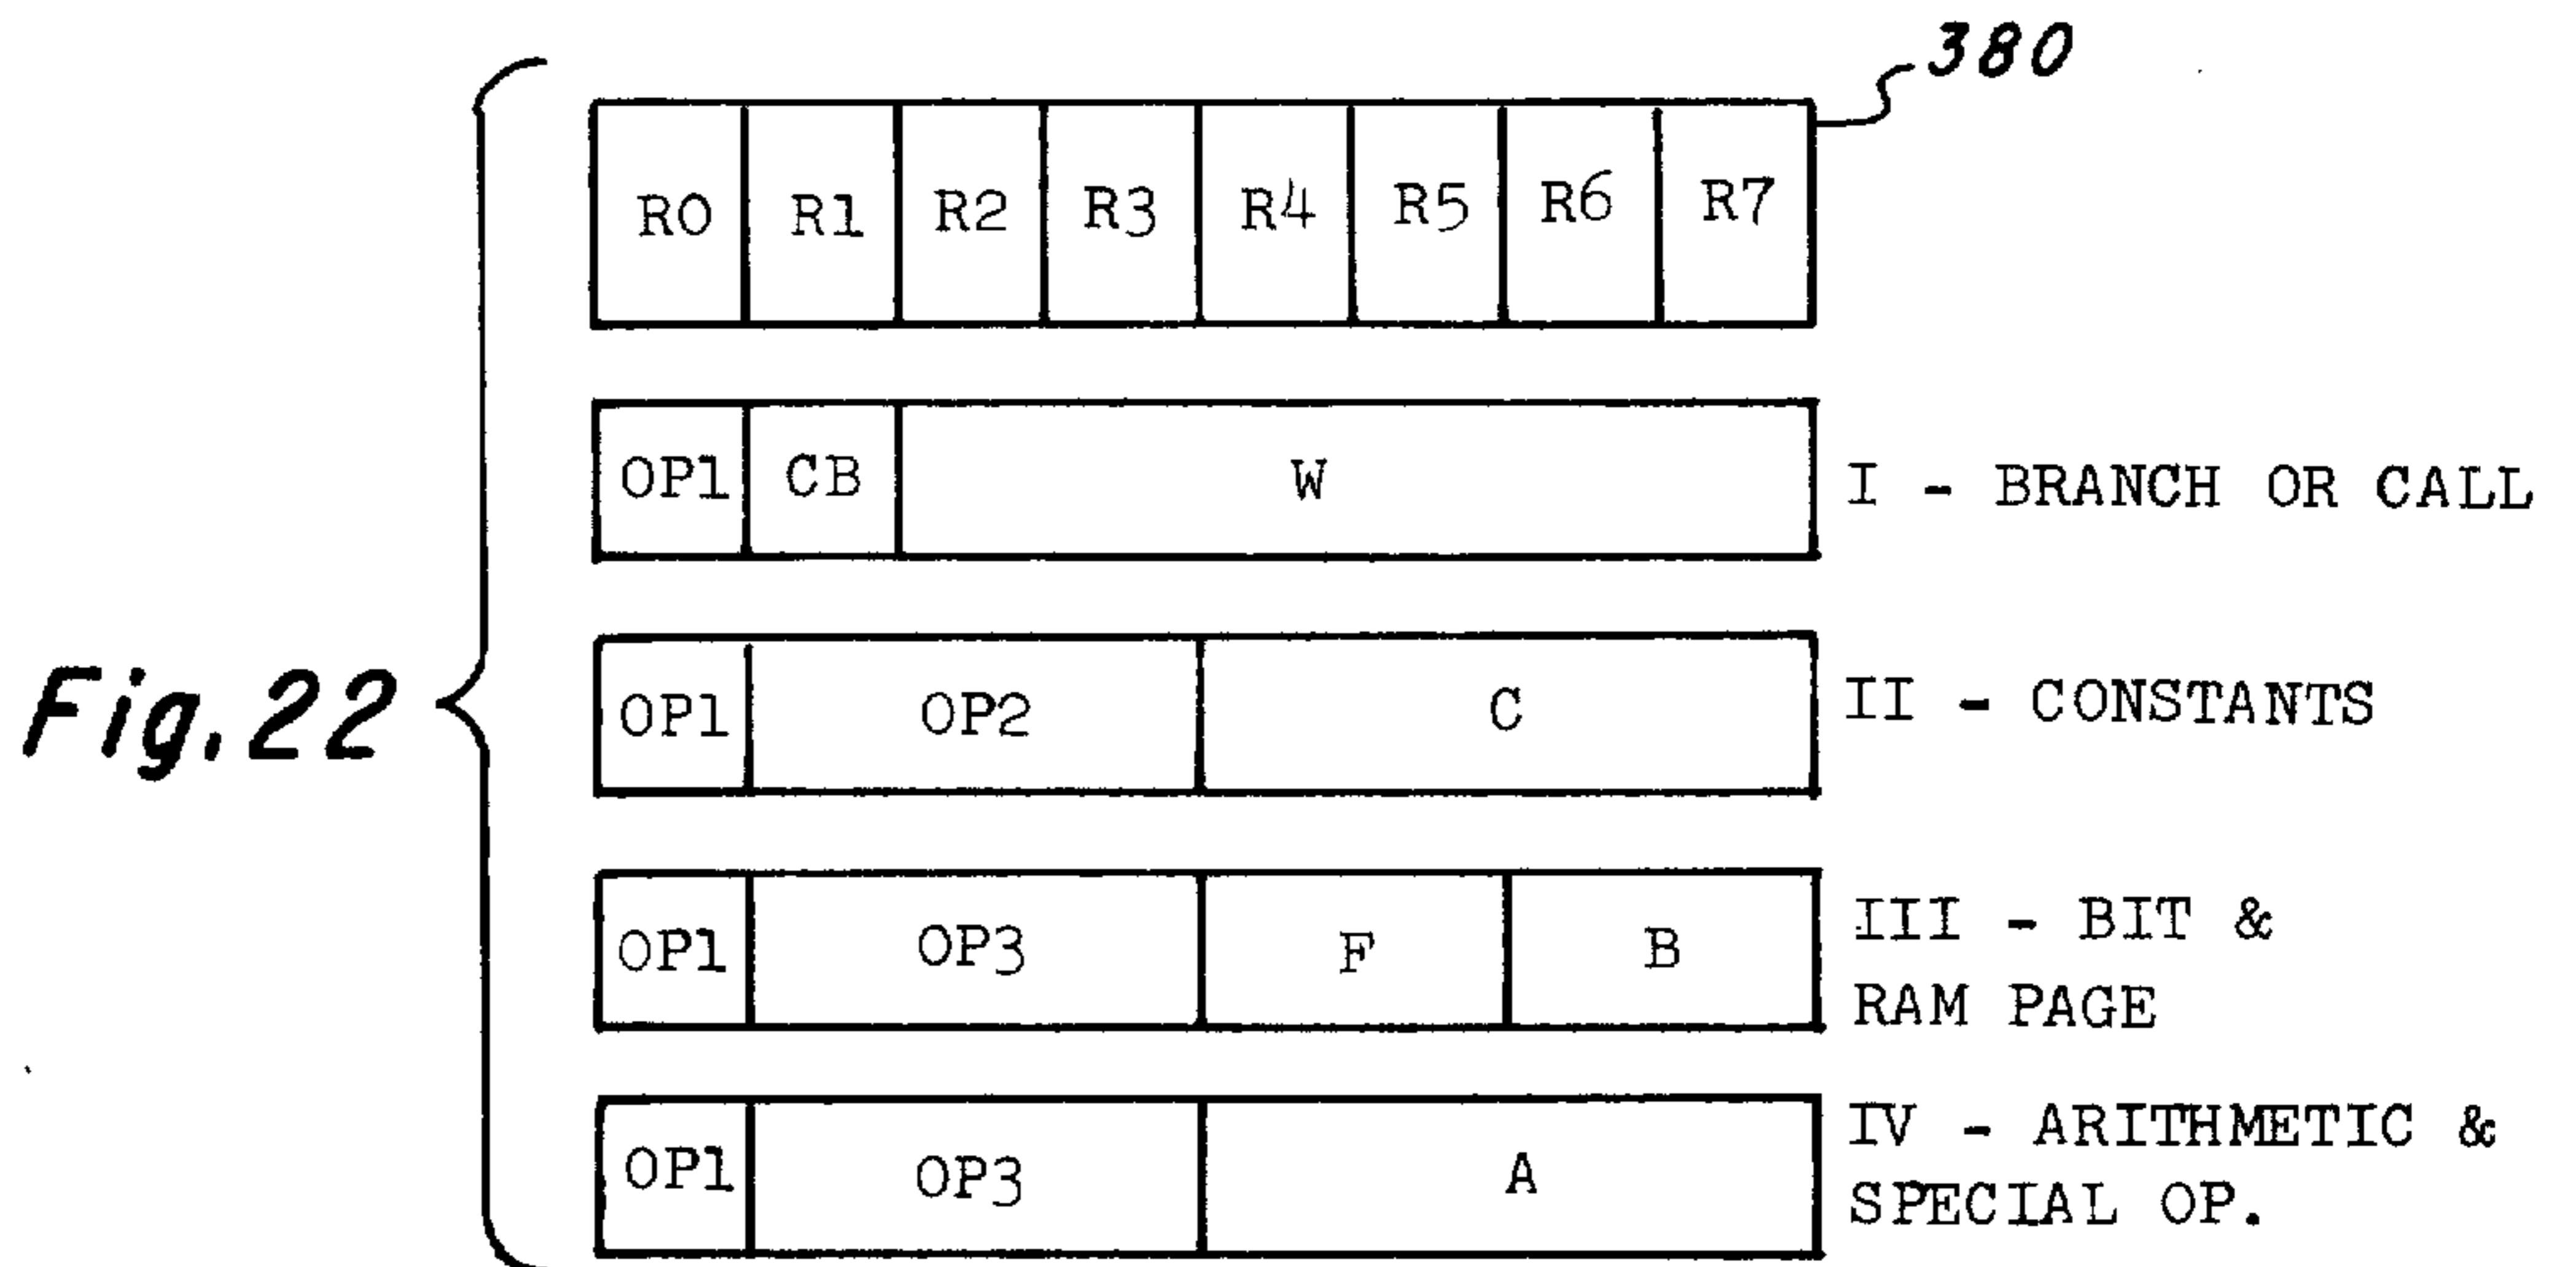 380
R0 R1 R2 R3 R4 R5 R6 R7
OP1 CB W I - BRANCH OR CALL
Fig.22
OP1 OP2 C II - CONSTANTS
OP1 OP3 F B III - BIT &
RAM PAGE
OP1 OP3 A IV - ARITHMETIC &
SPECIAL OP.